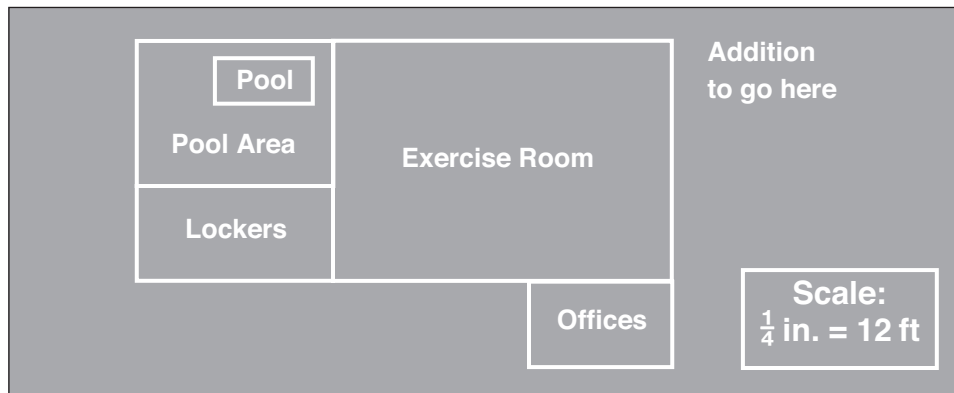 Pool
Pool Area
Lockers
Exercise Room
Offices
Addition
to go here
Scale:
1/4 in. = 12 ft